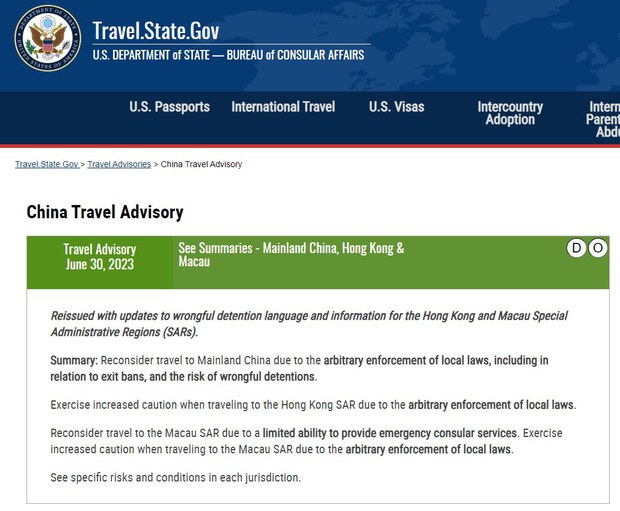 Travel.State.Gov
U.S. DEPARTMENT of STATE — BUREAU of CONSULAR AFFAIRS
U.S. Passports
International Travel
U.S. Visas
Intercountry
Adoption
Intern
Paren
Abdu
Travel.State.Gov > Travel Advisories > China Travel Advisory
China Travel Advisory
Travel Advisory
June 30, 2023
See Summaries - Mainland China, Hong Kong &
Macau
D O
Reissued with updates to wrongful detention language and information for the Hong Kong and Macau Special
Administrative Regions (SARs).
Summary: Reconsider travel to Mainland China due to the arbitrary enforcement of local laws, including in
relation to exit bans, and the risk of wrongful detentions.
Exercise increased caution when traveling to the Hong Kong SAR due to the arbitrary enforcement of local laws.
Reconsider travel to the Macau SAR due to a limited ability to provide emergency consular services. Exercise
increased caution when traveling to the Macau SAR due to the arbitrary enforcement of local laws.
See specific risks and conditions in each jurisdiction.